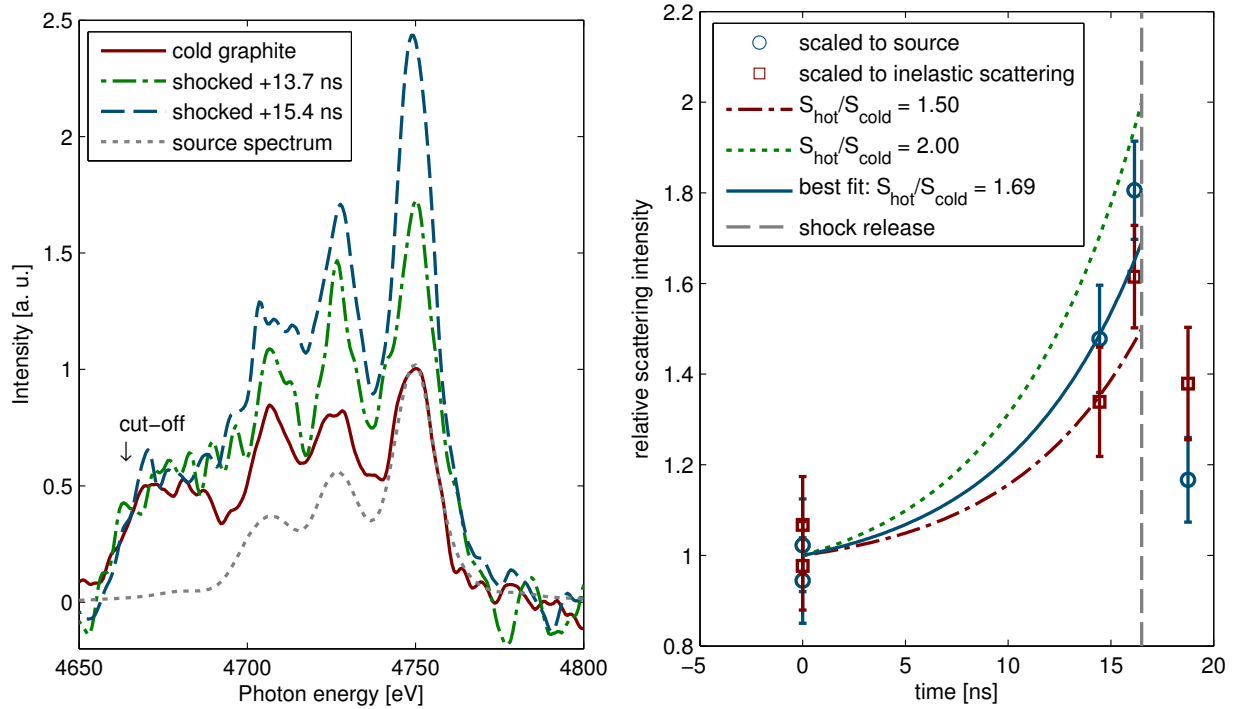 2.5
2
1.5
1
0.5
0
4650
4700
4750
4800
Intensity [a. u.]
Photon energy [eV]
cold graphite
shocked +13.7 ns
shocked +15.4 ns
source spectrum
cut−off
↓
2.2
2
1.8
1.6
1.4
1.2
1
0.8
−5
0
5
10
15
20
relative scattering intensity
time [ns]
scaled to source
scaled to inelastic scattering
S_hot/S_cold = 1.50
S_hot/S_cold = 2.00
best fit: S_hot/S_cold = 1.69
shock release